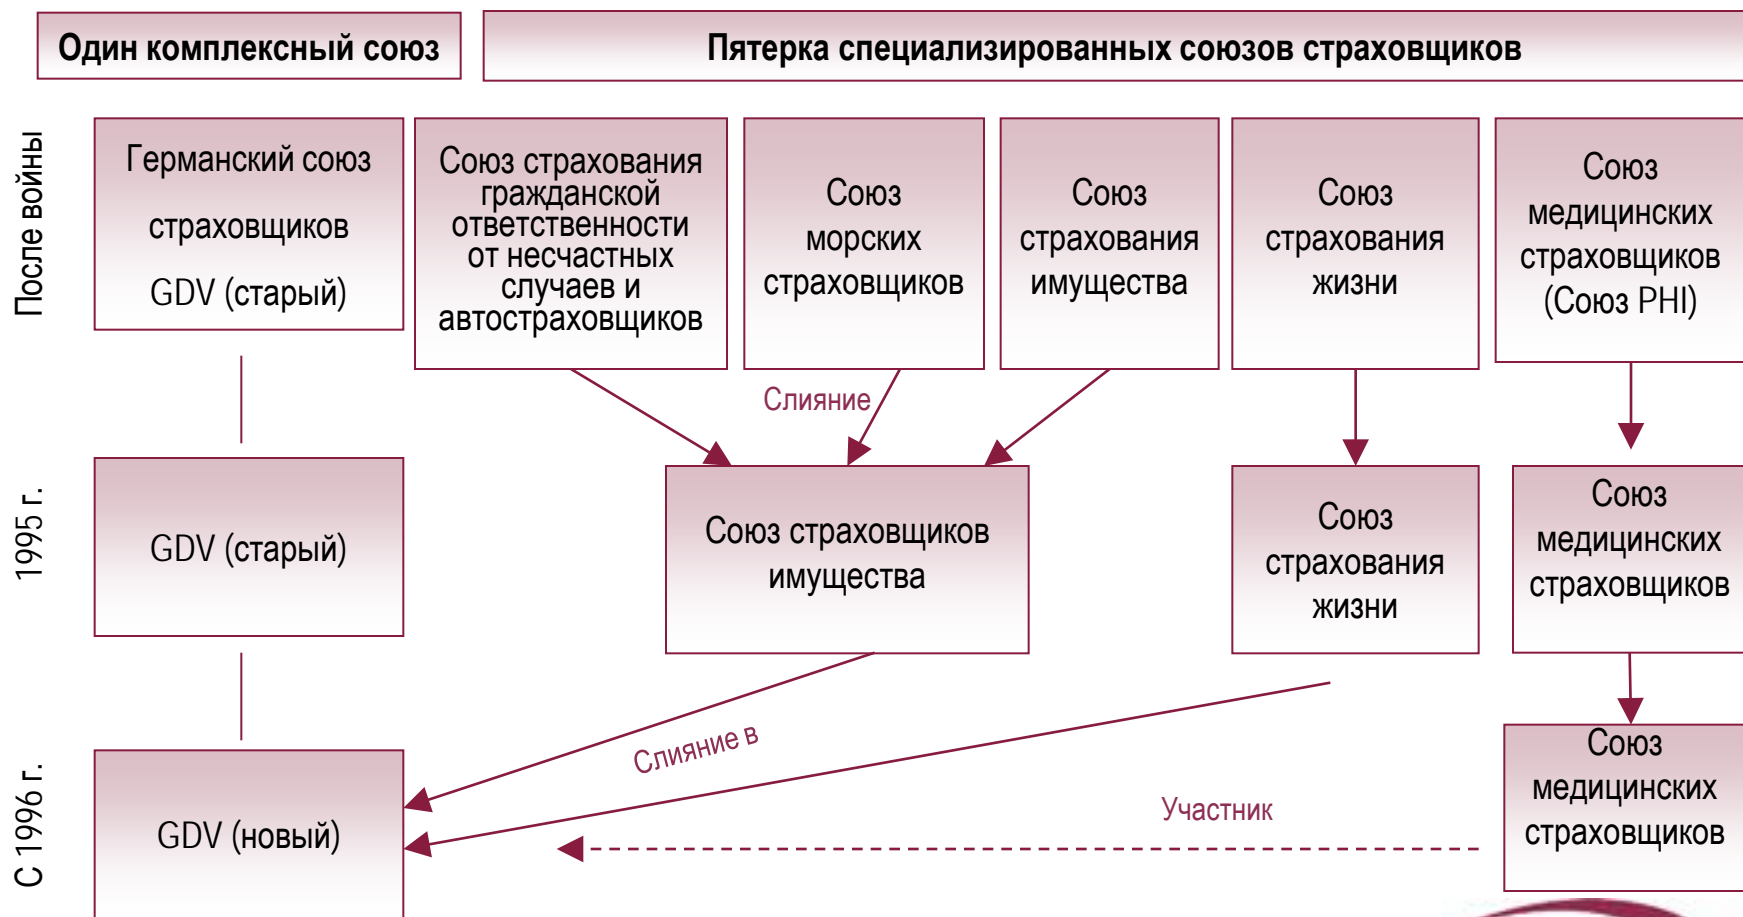 Один комплексный союз
Пятерка специализированных союзов страховщиков
После войны
Германский союз
страховщиков
GDV (старый)
Союз страхования
гражданской
ответственности
от несчастных
случаев и
автостраховщиков
Союз
морских
страховщиков
Союз
страхования
имущества
Союз
страхования
жизни
Союз
медицинских
страховщиков
(Союз PHI)
Слияние
1995 г.
GDV (старый)
Союз страховщиков
имущества
Союз
страхования
жизни
Союз
медицинских
страховщиков
С 1996 г.
GDV (новый)
Слияние в
Участник
Союз
медицинских
страховщиков